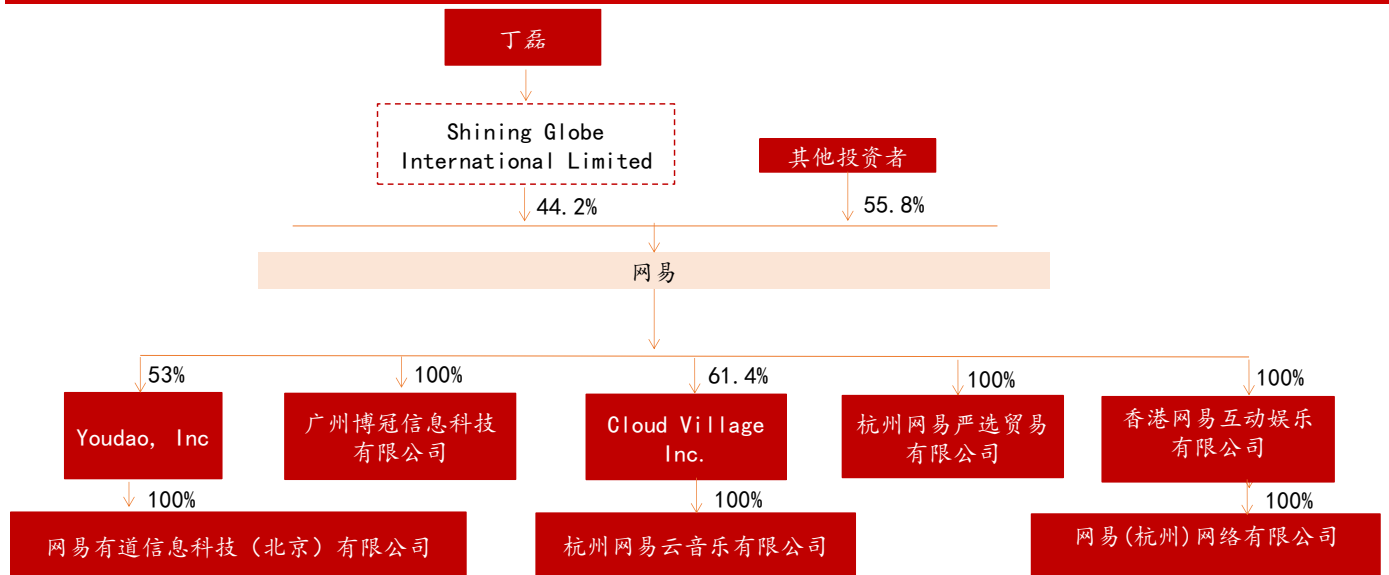 丁磊
Shining Globe
International Limited
其他投资者
44.2%
55.8%
网易
53%
100%
61.4%
100%
100%
Youdao, Inc
广州博冠信息科技
有限公司
Cloud Village
Inc.
杭州网易严选贸易
有限公司
香港网易互动娱乐
有限公司
100%
100%
100%
网易有道信息科技（北京）有限公司
杭州网易云音乐有限公司
网易(杭州)网络有限公司